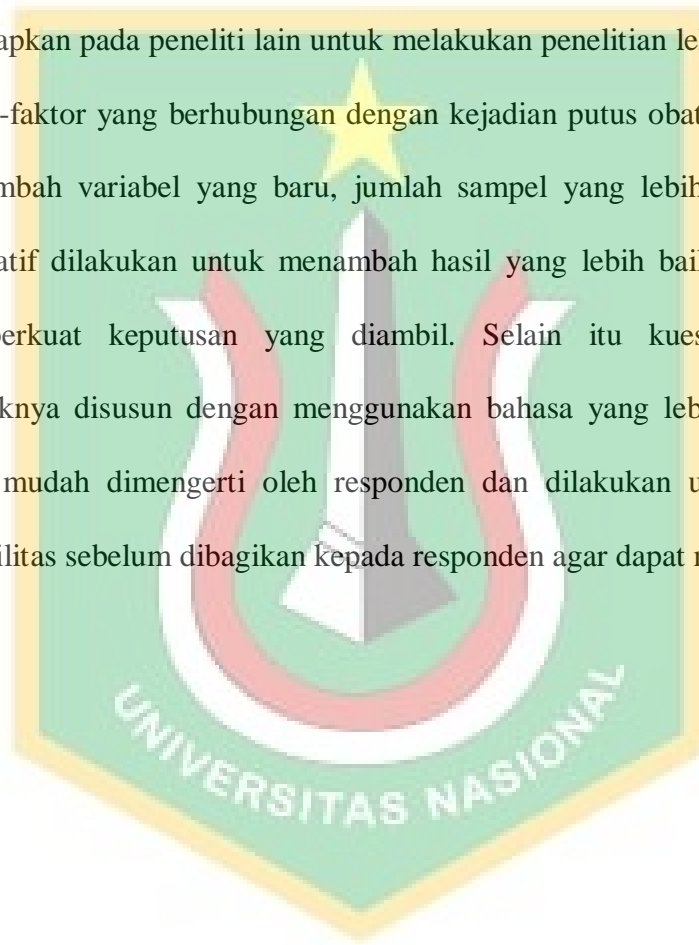 apkan pada peneliti lain untuk melakukan penelitian le
-faktor yang berhubungan dengan kejadian putus obat
mbah variabel yang baru, jumlah sampel yang lebih
atif dilakukan untuk menambah hasil yang lebih bail
perkuat keputusan yang diambil. Selain itu kues
knya disusun dengan menggunakan bahasa yang leb
mudah dimengerti oleh responden dan dilakukan u
ilitas sebelum dibagikan kepada responden agar dapat
UNIVERSITAS NASIONAL